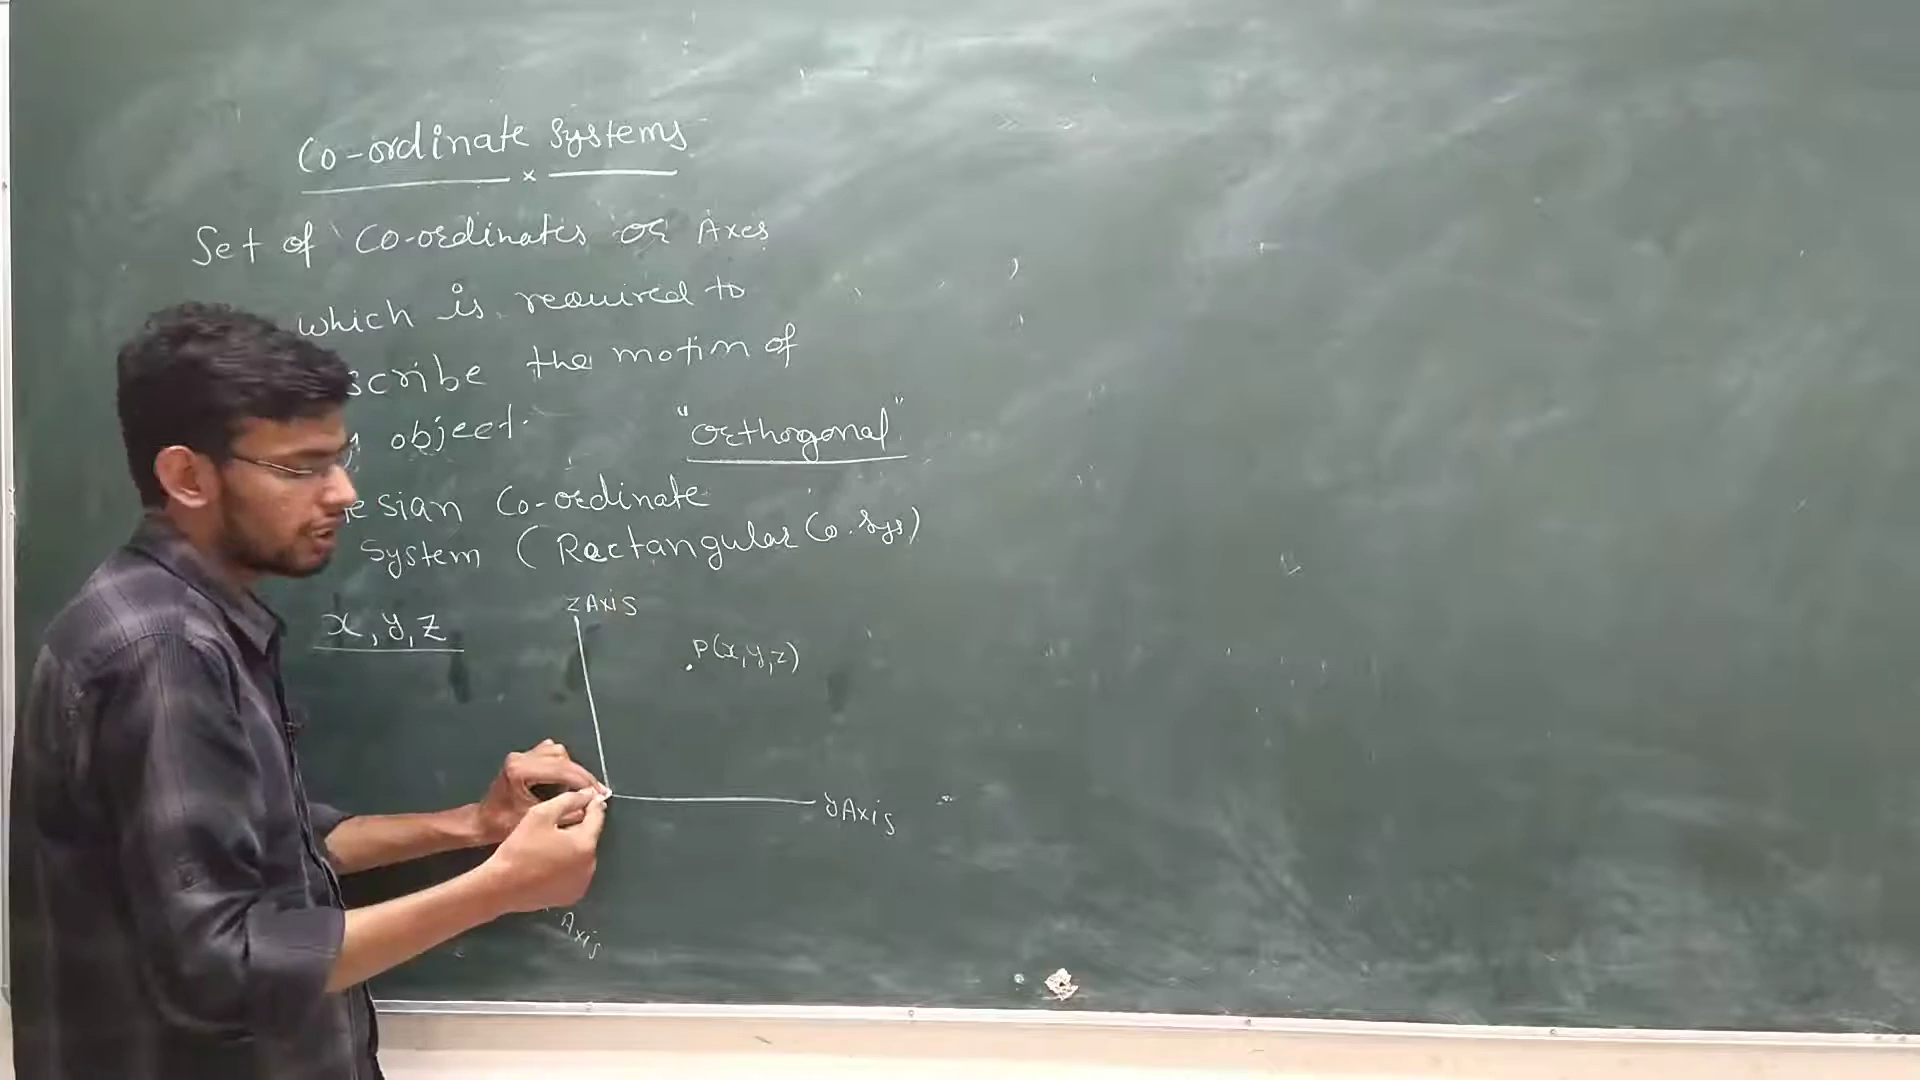 Co-ordinate Systems
x
Set of Co-ordinates or Axes
which is required to
scribe the motion of
object.
"Orthogonal"
esian Co-ordinate
System (Rectangular Co. Sys)
x, y, z
z Axis
P(x,y,z)
y Axis
Axis